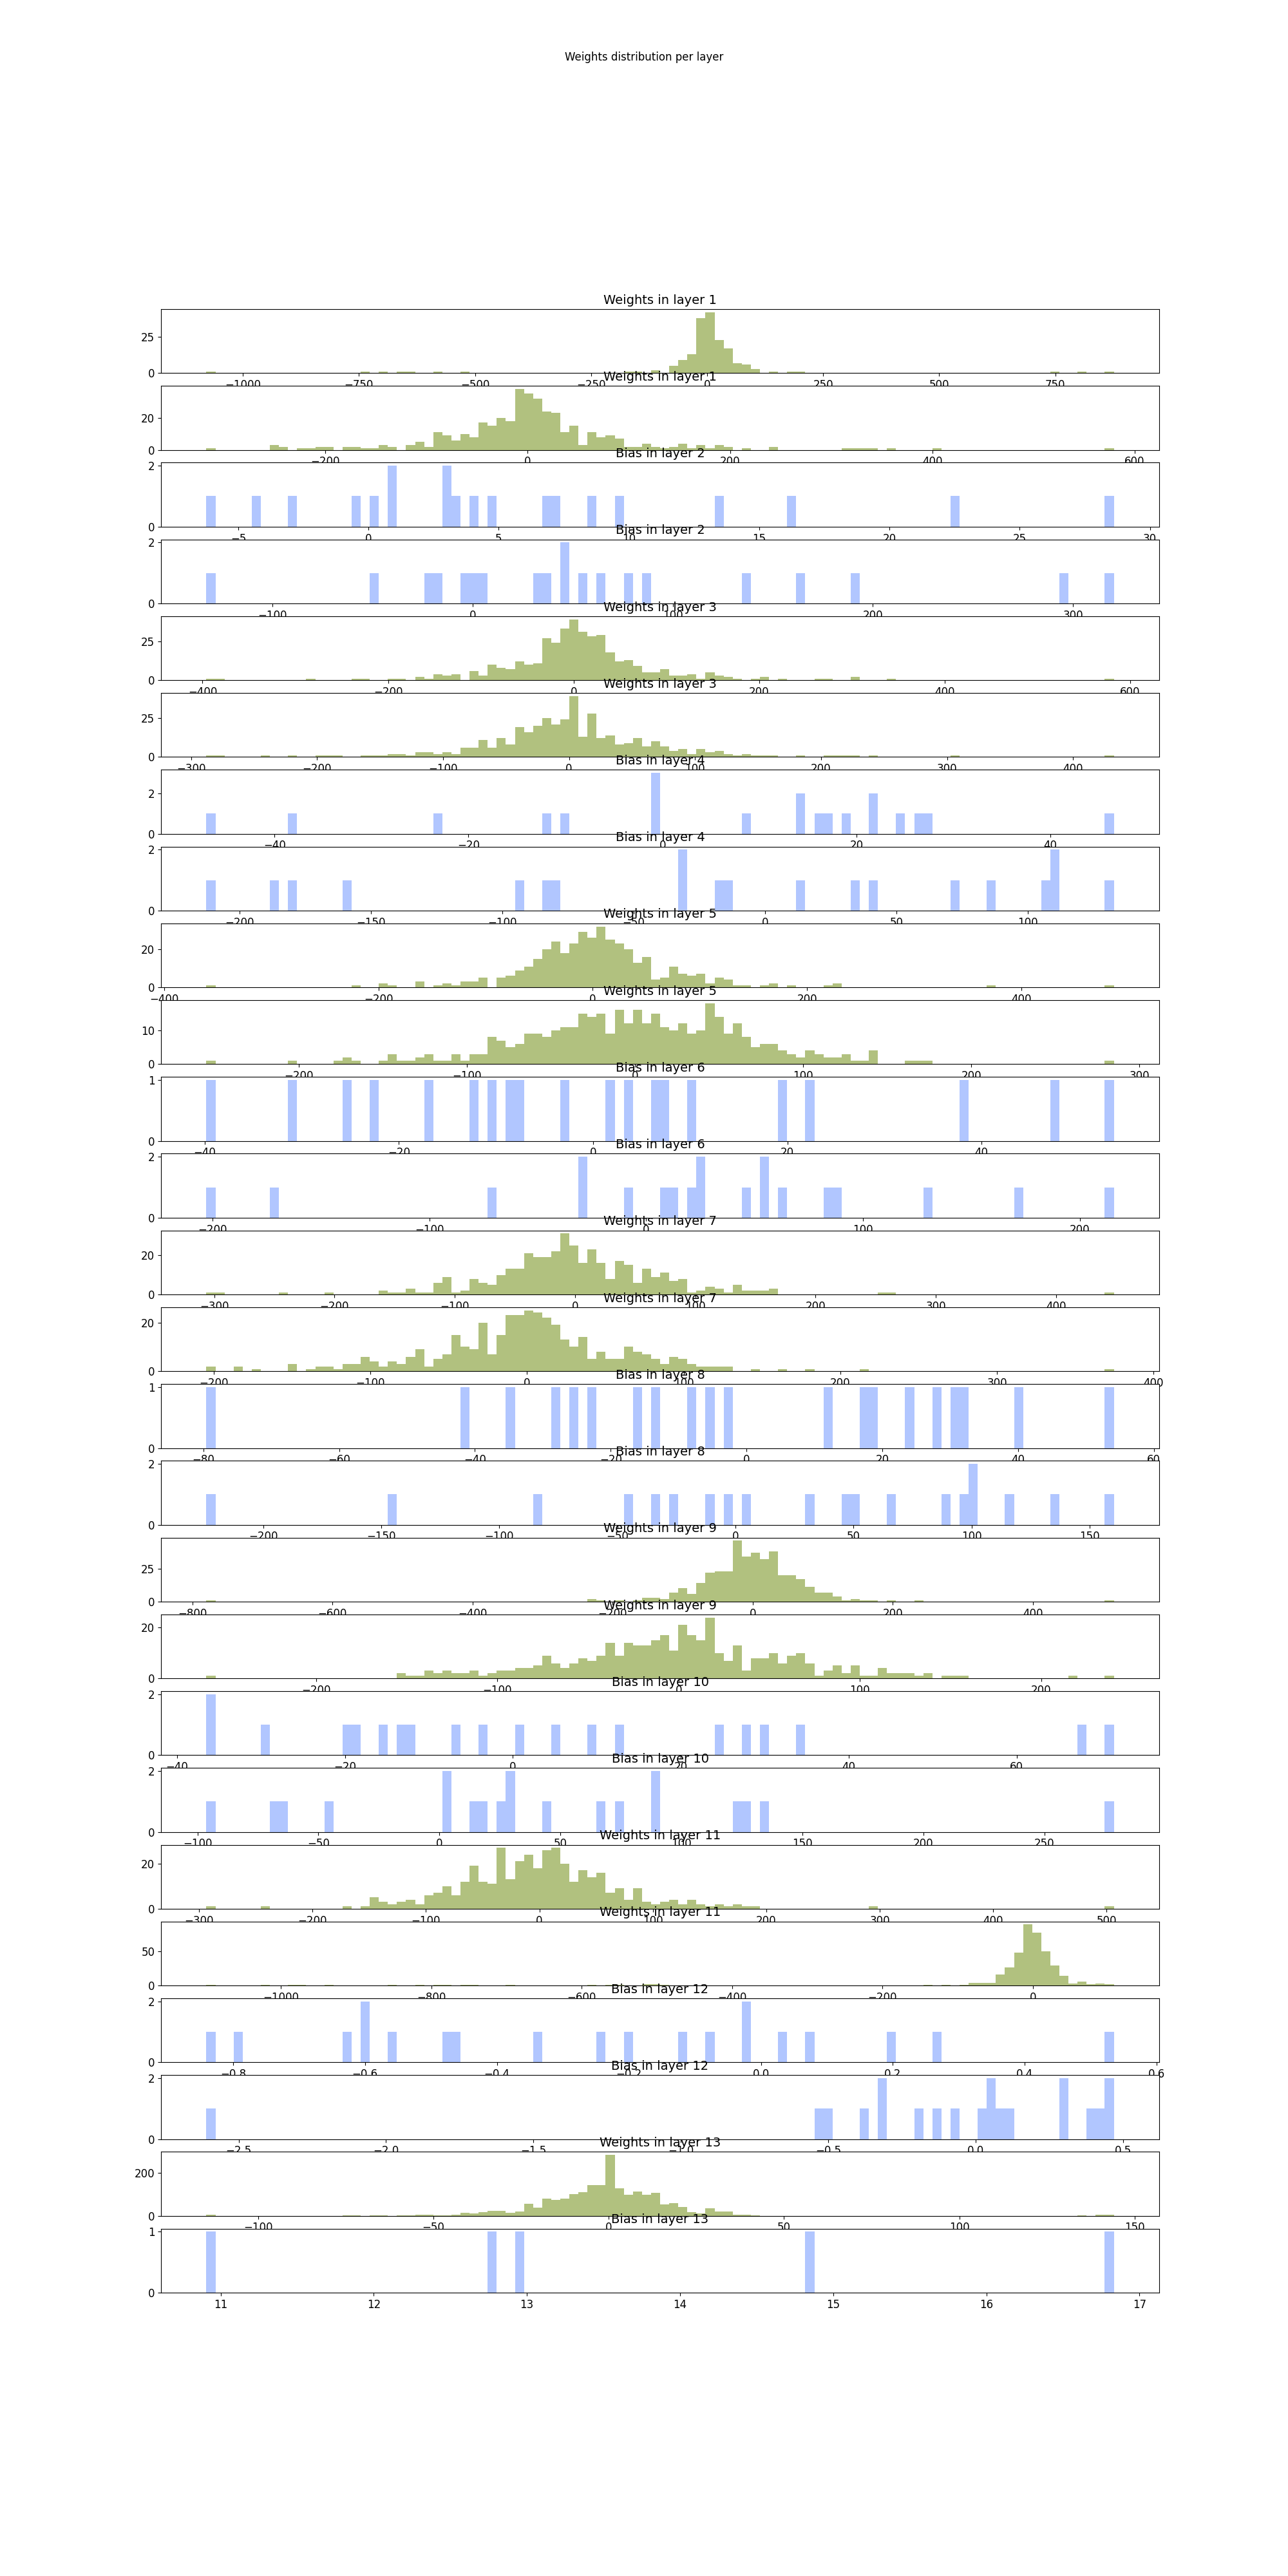 Weights distribution per layer
Weights in layer 1
25
0
−1000 −750 −500 −250 0 250 500 750
Weights in layer 1
20
0
−200 0 200 400 600
Bias in layer 2
2
0
−5 0 5 10 15 20 25 30
Bias in layer 2
2
0
−100 0 100 200 300
Weights in layer 3
25
0
−400 −200 0 200 400 600
Weights in layer 3
25
0
−300 −200 −100 0 100 200 300 400
Bias in layer 4
2
0
−40 −20 0 20 40
Bias in layer 4
2
0
−200 −150 −100 −50 0 50 100
Weights in layer 5
20
0
−400 −200 0 200 400
Weights in layer 5
10
0
−200 −100 0 100 200 300
Bias in layer 6
1
0
−40 −20 0 20 40
Bias in layer 6
2
0
−200 −100 0 100 200
Weights in layer 7
20
0
−300 −200 −100 0 100 200 300 400
Weights in layer 7
20
0
−200 −100 0 100 200 300 400
Bias in layer 8
1
0
−80 −60 −40 −20 0 20 40 60
Bias in layer 8
2
0
−200 −150 −100 −50 0 50 100 150
Weights in layer 9
25
0
−800 −600 −400 −200 0 200 400
Weights in layer 9
20
0
−200 −100 0 100 200
Bias in layer 10
2
0
−40 −20 0 20 40 60
Bias in layer 10
2
0
−100 −50 0 50 100 150 200 250
Weights in layer 11
20
0
−300 −200 −100 0 100 200 300 400 500
Weights in layer 11
50
0
−1000 −800 −600 −400 −200 0
Bias in layer 12
2
0
−0.8 −0.6 −0.4 −0.2 0.0 0.2 0.4 0.6
Bias in layer 12
2
0
−2.5 −2.0 −1.5 −1.0 −0.5 0.0 0.5
Weights in layer 13
200
0
−100 −50 0 50 100 150
Bias in layer 13
1
0
11 12 13 14 15 16 17